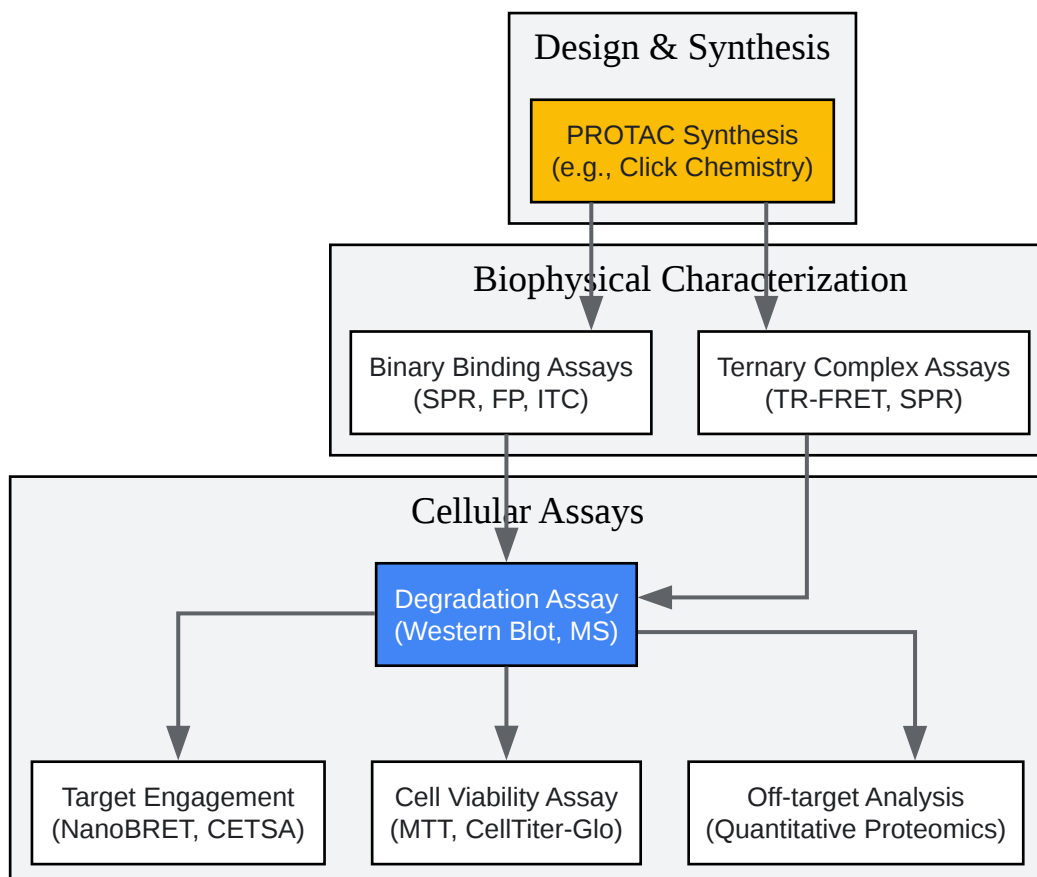 Design & Synthesis
PROTAC Synthesis
(e.g., Click Chemistry)
Biophysical Characterization
Binary Binding Assays
(SPR, FP, ITC)
Ternary Complex Assays
(TR-FRET, SPR)
Cellular Assays
Degradation Assay
(Western Blot, MS)
Target Engagement
(NanoBRET, CETSA)
Cell Viability Assay
(MTT, CellTiter-Glo)
Off-target Analysis
(Quantitative Proteomics)